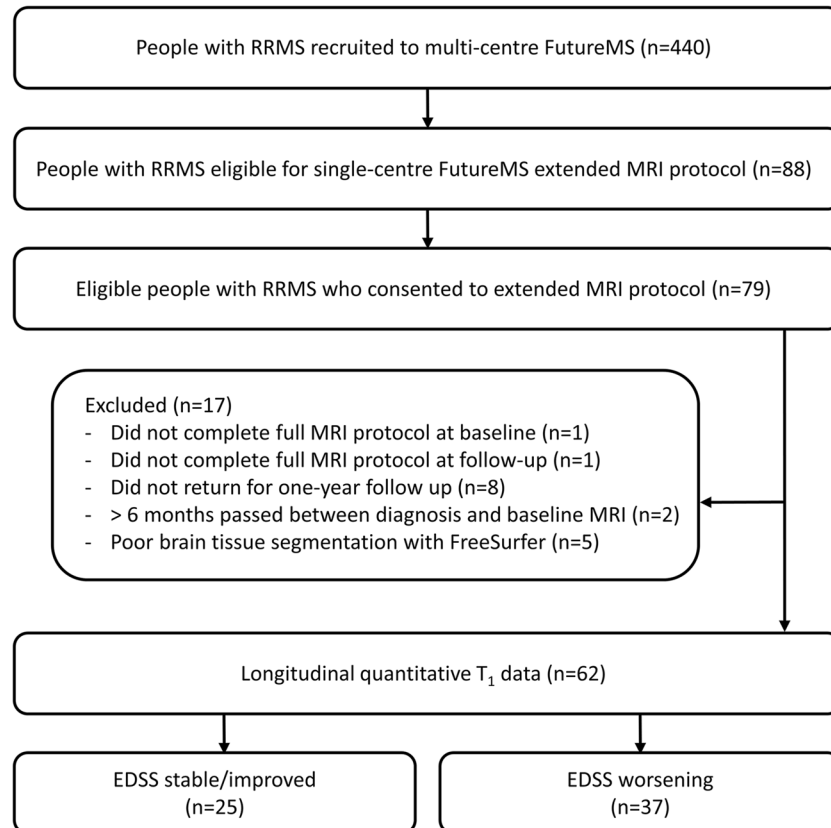 People with RRMS recruited to multi-centre FutureMS (n=440)
People with RRMS eligible for single-centre FutureMS extended MRI protocol (n=88)
Eligible people with RRMS who consented to extended MRI protocol (n=79)
Excluded (n=17)
- Did not complete full MRI protocol at baseline (n=1)
- Did not complete full MRI protocol at follow-up (n=1)
- Did not return for one-year follow up (n=8)
- > 6 months passed between diagnosis and baseline MRI (n=2)
- Poor brain tissue segmentation with FreeSurfer (n=5)
Longitudinal quantitative T₁ data (n=62)
EDSS stable/improved
(n=25)
EDSS worsening
(n=37)